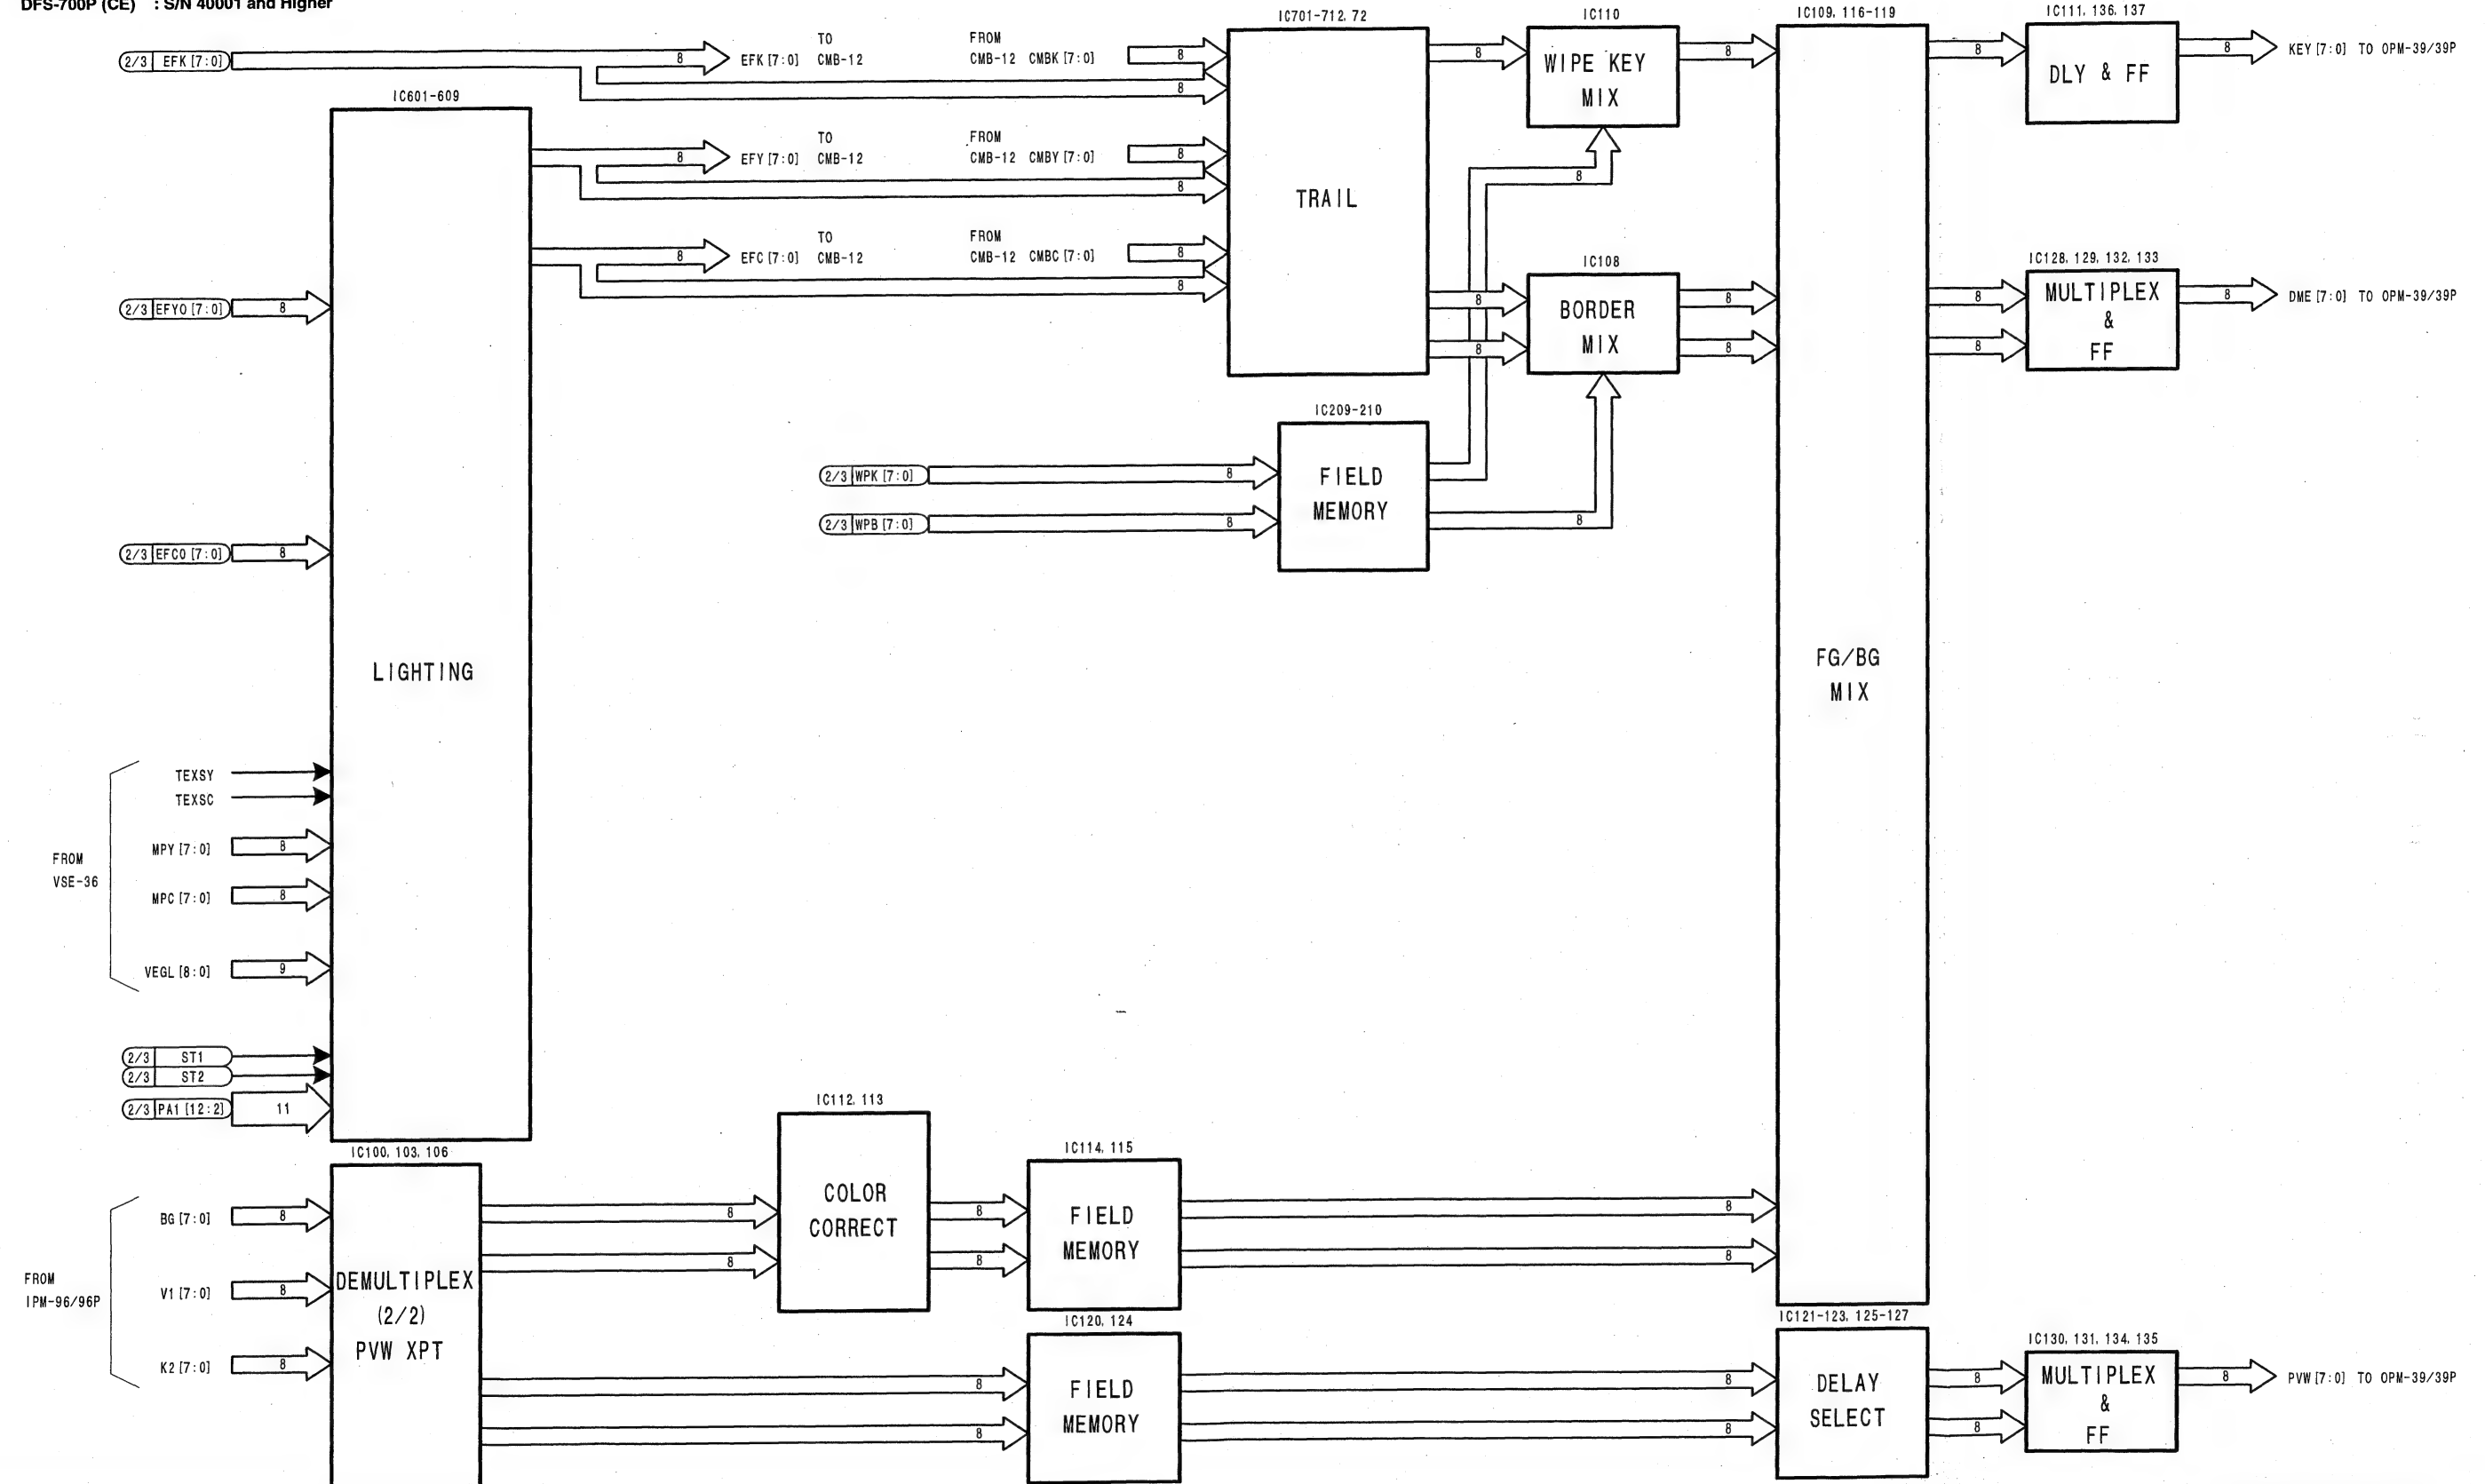 DFS-700P (CE) : S/N 40001 and Higher
IC701-712, 72
IC110
IC109, 116-119
IC111, 136, 137
2/3 EFK [7:0]
8
EFK [7:0]
TO
CMB-12
FROM
CMB-12 CMBK [7:0]
8
8
8
WIPE KEY
MIX
8
8
DLY & FF
8
KEY [7:0] TO OPM-39/39P
IC601-609
8
EFY [7:0]
TO
CMB-12
FROM
CMB-12 CMBY [7:0]
8
8
TRAIL
8
8
EFC [7:0]
TO
CMB-12
FROM
CMB-12 CMBC [7:0]
8
8
IC108
IC128, 129, 132, 133
2/3 EFYO [7:0]
8
8
8
BORDER
MIX
8
8
8
8
MULTIPLEX
&
FF
8
DME [7:0] TO OPM-39/39P
IC209-210
2/3 WPK [7:0]
8
2/3 WPB [7:0]
8
FIELD
MEMORY
8
2/3 EFCO [7:0]
8
LIGHTING
FG/BG
MIX
FROM
VSE-36
TEXSY
TEXSC
MPY [7:0]
8
MPC [7:0]
8
VEGL [8:0]
9
2/3 ST1
2/3 ST2
2/3 PA1 [12:2]
11
IC100, 103, 106
IC112, 113
IC114, 115
FROM
IPM-96/96P
BG [7:0]
8
V1 [7:0]
8
K2 [7:0]
8
DEMULTIPLEX
(2/2)
PVW XPT
8
8
COLOR
CORRECT
8
8
FIELD
MEMORY
8
8
IC120, 124
IC121-123, 125-127
IC130, 131, 134, 135
8
8
FIELD
MEMORY
8
8
DELAY
SELECT
8
8
MULTIPLEX
&
FF
8
PVW [7:0] TO OPM-39/39P